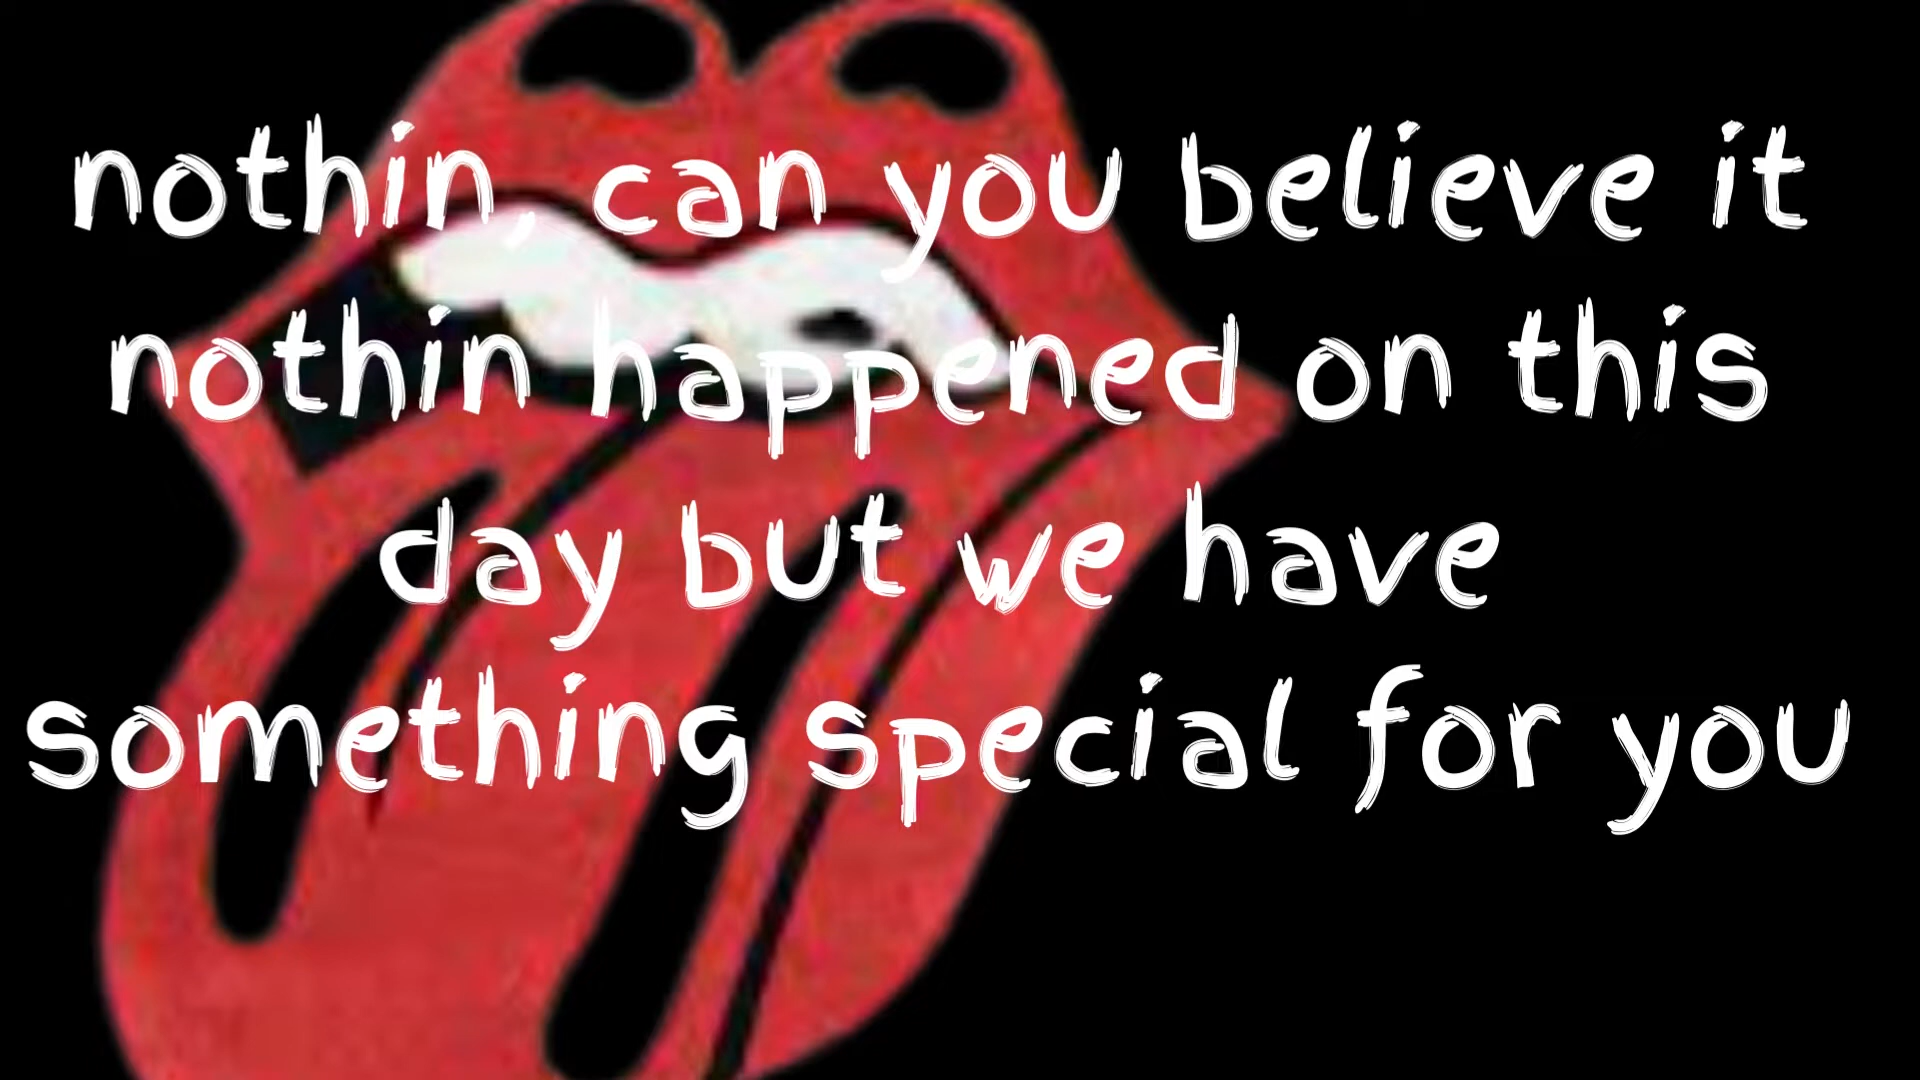 nothin, can you believe it
nothin happened on this
day but we have
something special for you